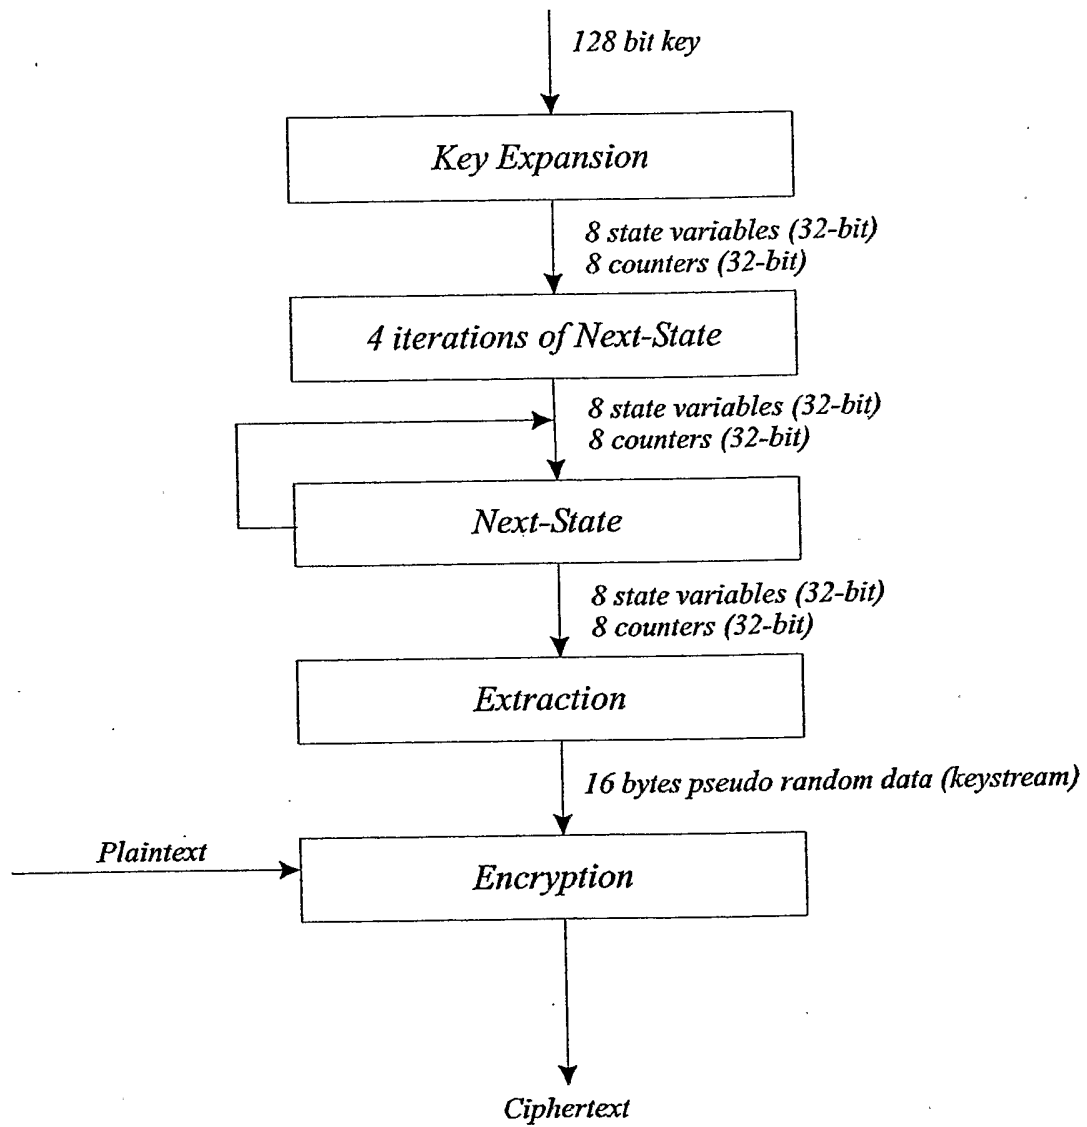 128 bit key
Key Expansion
8 state variables (32-bit)
8 counters (32-bit)
4 iterations of Next-State
8 state variables (32-bit)
8 counters (32-bit)
Next-State
8 state variables (32-bit)
8 counters (32-bit)
Extraction
16 bytes pseudo random data (keystream)
Plaintext
Encryption
Ciphertext